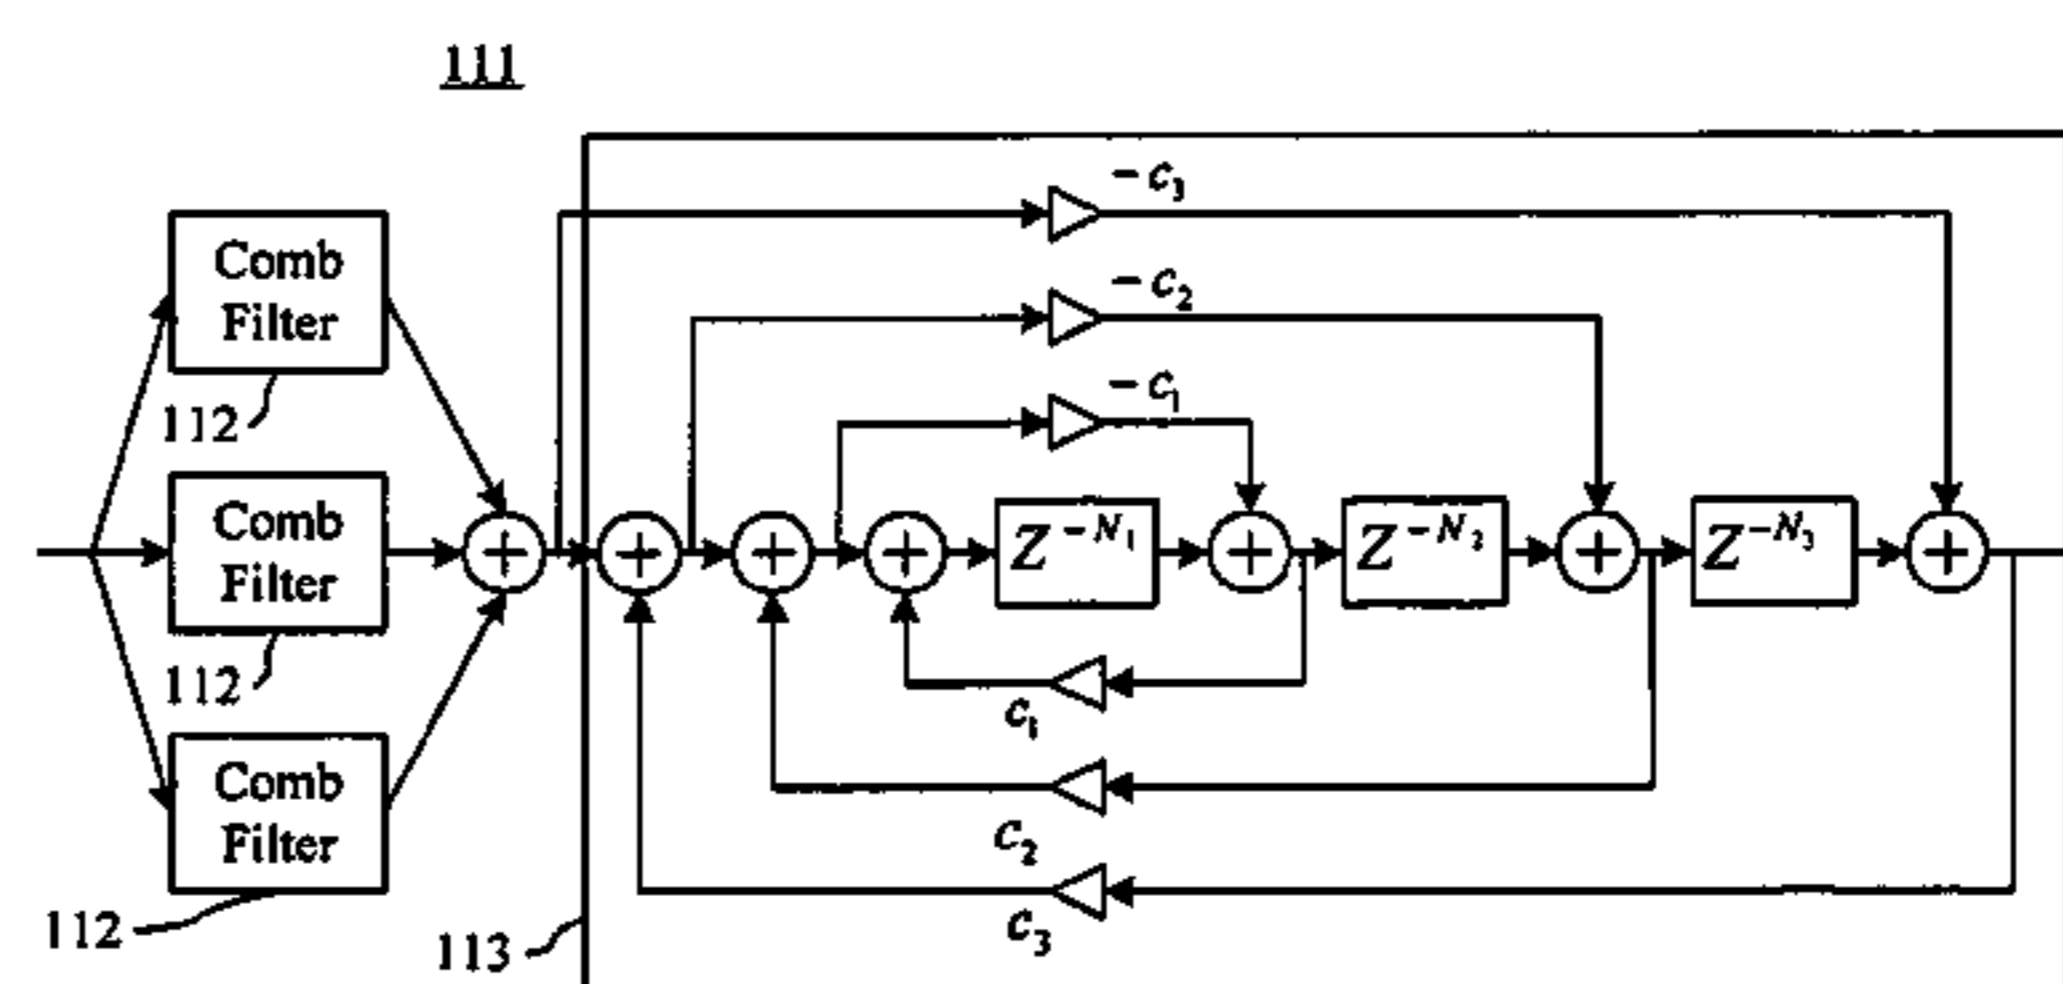 111
-c₃
Comb
Filter
-c₂
112
-c₁
Comb
Filter
+ + + + Z^-N₁ + Z^-N₂ + Z^-N₃ +
112
c₁
Comb
Filter
c₂
112
113
c₃